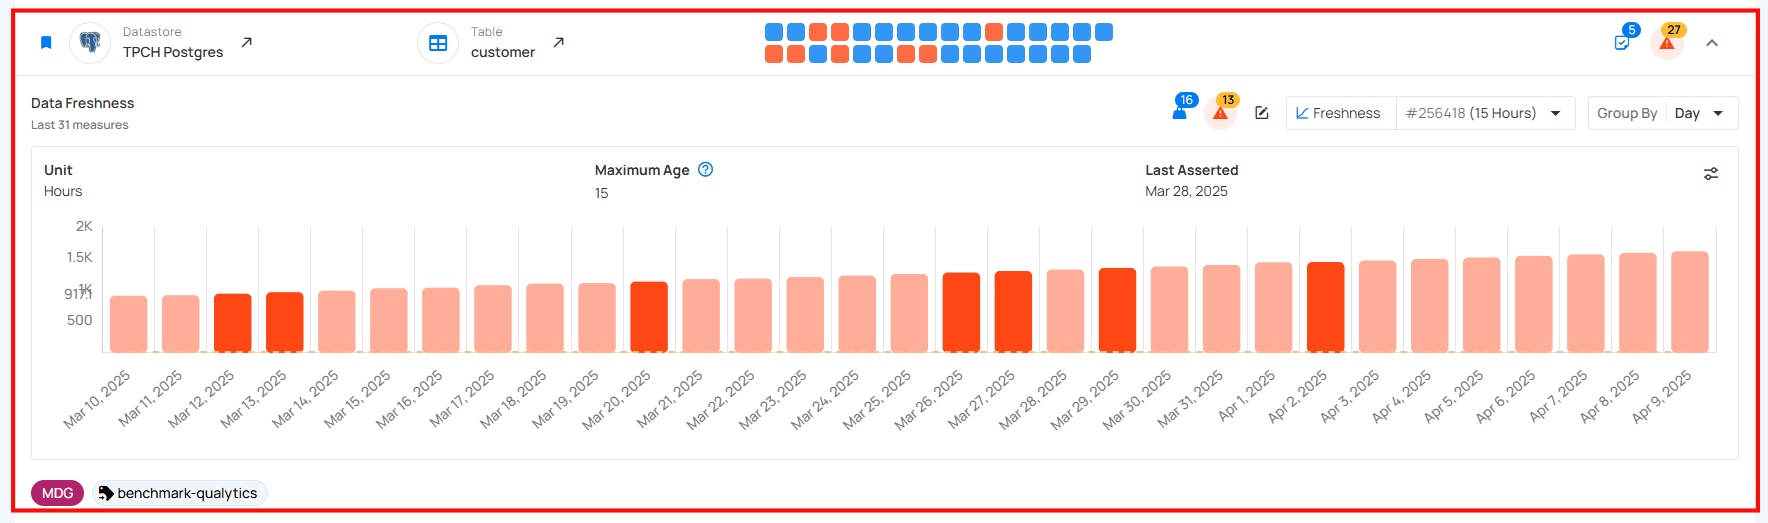 Datastore
TPCH Postgres
Table
customer
5
27
Data Freshness
Last 31 measures
16
13
Freshness
#256418 (15 Hours)
Group By
Day
Unit
Hours
Maximum Age
15
Last Asserted
Mar 28, 2025
2K
1.5K
1K
917.1
500
Mar 10, 2025
Mar 11, 2025
Mar 12, 2025
Mar 13, 2025
Mar 14, 2025
Mar 15, 2025
Mar 16, 2025
Mar 17, 2025
Mar 18, 2025
Mar 19, 2025
Mar 20, 2025
Mar 21, 2025
Mar 22, 2025
Mar 23, 2025
Mar 24, 2025
Mar 25, 2025
Mar 26, 2025
Mar 27, 2025
Mar 28, 2025
Mar 29, 2025
Mar 30, 2025
Mar 31, 2025
Apr 1, 2025
Apr 2, 2025
Apr 3, 2025
Apr 4, 2025
Apr 5, 2025
Apr 6, 2025
Apr 7, 2025
Apr 8, 2025
Apr 9, 2025
MDG
benchmark-qualytics